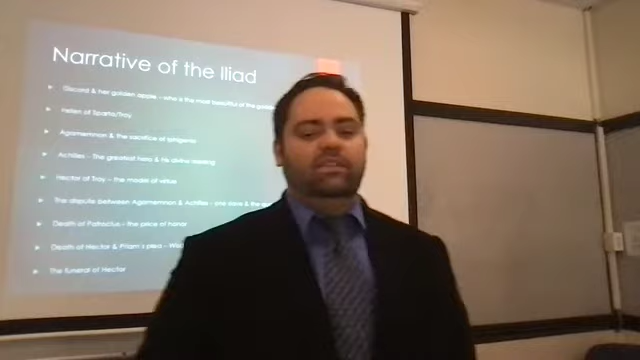 Narrative of the Iliad
Discord & her golden apple – who is the most beautiful of the
Helen of Sparta/Troy
Agamemnon & the sacrifice of Iphigenia
Achilles – The greatest hero & his divine
Hector of Troy – the model of virtue
The dispute between Agamemnon & Achilles – one slave & the
Death of Patroclus – the price of honor
Death of Hector & Priam's plea –
The funeral of Hector